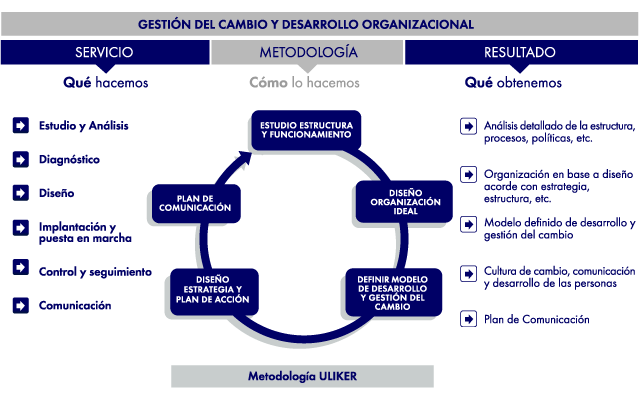 GESTIÓN DEL CAMBIO Y DESARROLLO ORGANIZACIONAL
SERVICIO
METODOLOGÍA
RESULTADO
Qué hacemos
Cómo lo hacemos
Qué obtenemos
Estudio y Análisis
Diagnóstico
Diseño
Implantación y
puesta en marcha
Control y seguimiento
Comunicación
ESTUDIO ESTRUCTURA
Y FUNCIONAMIENTO
DISEÑO
ORGANIZACIÓN
IDEAL
DEFINIR MODELO
DE DESARROLLO
Y GESTIÓN DEL
CAMBIO
DISEÑO
ESTRATEGIA Y
PLAN DE ACCIÓN
PLAN DE
COMUNICACIÓN
Análisis detallado de la estructura,
procesos, políticas, etc.
Organización en base a diseño
acorde con estrategia,
estructura, etc.
Modelo definido de desarrollo y
gestión del cambio
Cultura de cambio, comunicación
y desarrollo de las personas
Plan de Comunicación
Metodología ULIKER